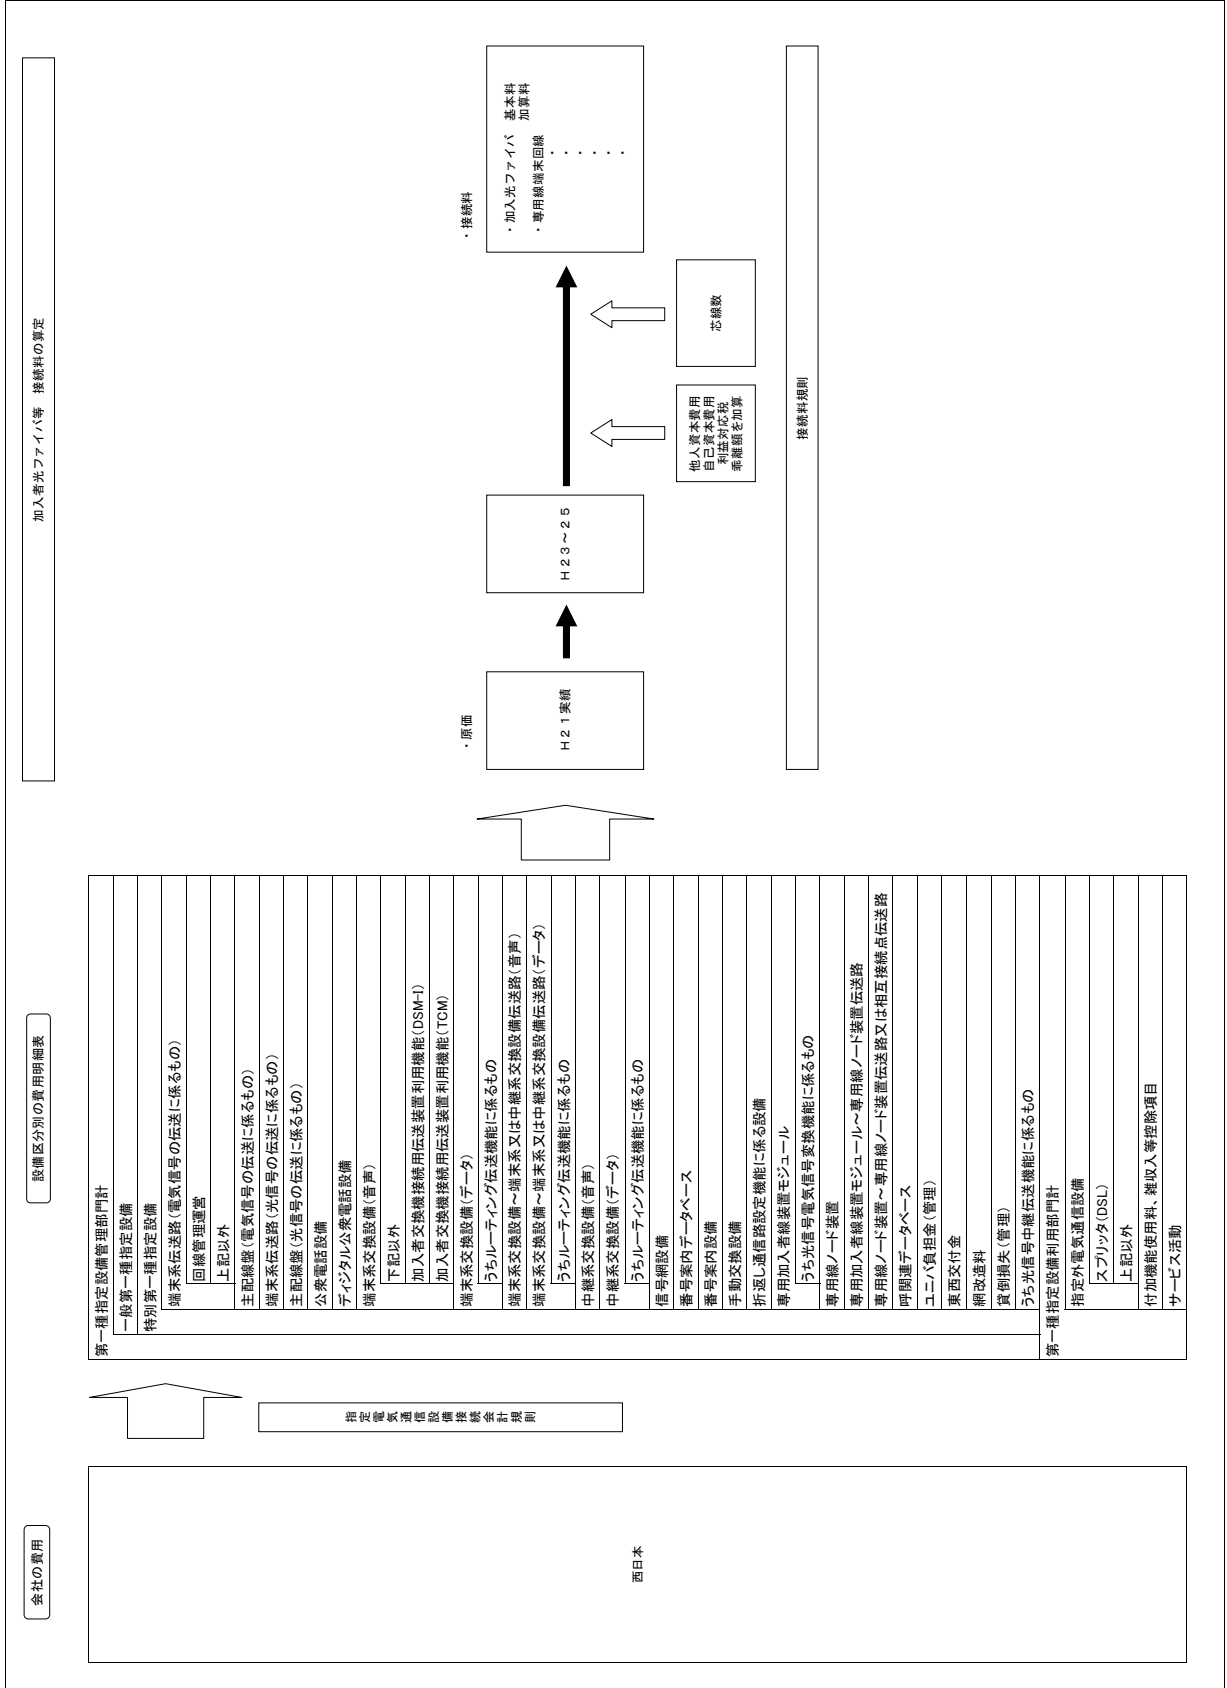 会社の費用
西日本
指定電気通信設備接続会計規則
設備区分別の費用明細表
第一種指定設備管理部門計
一般第一種指定設備
特別第一種指定設備
端末系伝送路(電気信号の伝送に係るもの)
回線管理運営
上記以外
主配線盤(電気信号の伝送に係るもの)
端末系伝送路(光信号の伝送に係るもの)
主配線盤(光信号の伝送に係るもの)
公衆電話設備
ディジタル公衆電話設備
端末系交換設備(音声)
下記以外
加入者交換機接続用伝送装置利用機能(DSM-I)
加入者交換機接続用伝送装置利用機能(TCM)
端末系交換設備(データ)
うちルーティング伝送機能に係るもの
端末系交換設備~端末系又は中継系交換設備伝送路(音声)
端末系交換設備~端末系又は中継系交換設備伝送路(データ)
うちルーティング伝送機能に係るもの
中継系交換設備(音声)
中継系交換設備(データ)
うちルーティング伝送機能に係るもの
信号網設備
番号案内データベース
番号案内設備
手動交換設備
折返し通信路設定機能に係る設備
専用加入者線装置モジュール
うち光信号電気信号変換機能に係るもの
専用線ノード装置
専用加入者線装置モジュール~専用線ノード装置伝送路
専用線ノード装置~専用線ノード装置伝送路又は相互接続点伝送路
呼関連データベース
ユニバ負担金(管理)
東西交付金
網改造料
貸倒損失(管理)
うち光信号中継伝送機能に係るもの
第一種指定設備利用部門計
指定外電気通信設備
スプリッタ(DSL)
上記以外
付加機能使用料、雑収入等控除項目
サービス活動
加入者光ファイバ等 接続料の算定
・原価
H21実績
H23~25
他人資本費用
自己資本費用
利益対応税
乖離額を加算
芯線数
・接続料
・加入光ファイバ 基本料
加算料
・専用線端末回線
・
・
・
・
・
・
接続料規則